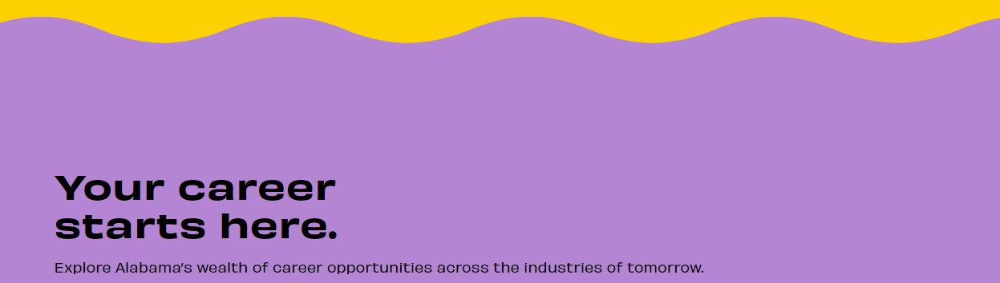 Your career
starts here.
Explore Alabama's wealth of career opportunities across the industries of tomorrow.